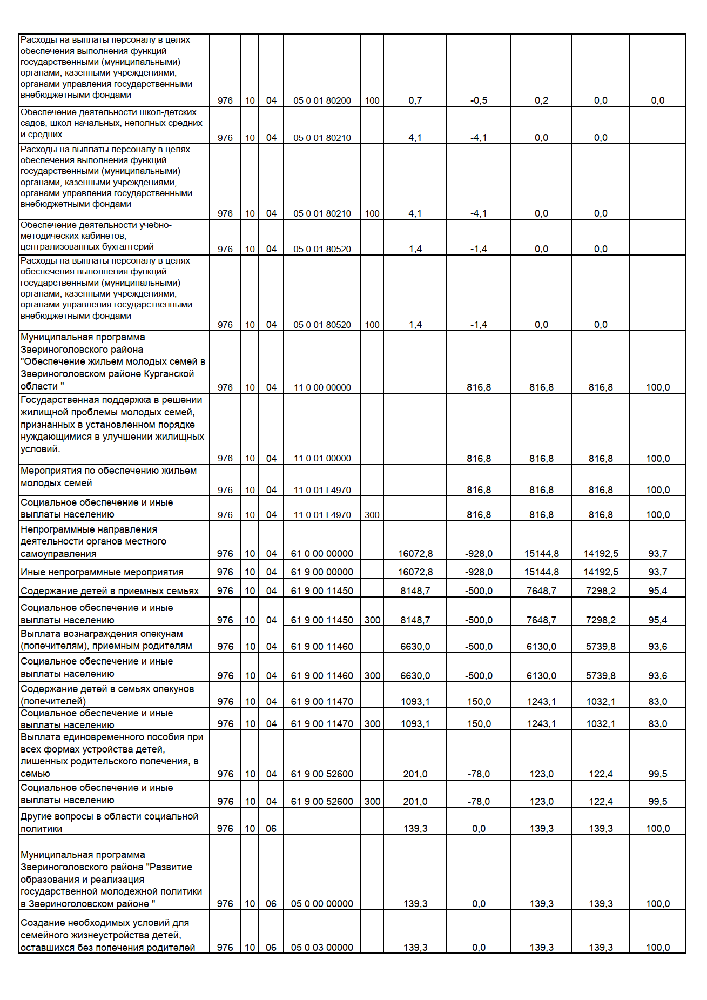 Расходы на выплаты персоналу в целях
обеспечения выполнения функций
государственными (муниципальными)
органами, казенными учреждениями,
органами управления государственными
внебюджетными фондами 976 10 04 05 0 01 80200 100 0,7 -0,5 0,2 0,0 0,0
Обеспечение деятельности школ-детских
садов, школ начальных, неполных средних
и средних 976 10 04 05 0 01 80210 4,1 -4,1 0,0 0,0
Расходы на выплаты персоналу в целях
обеспечения выполнения функций
государственными (муниципальными)
органами, казенными учреждениями,
органами управления государственными
внебюджетными фондами 976 10 04 05 0 01 80210 100 4,1 -4,1 0,0 0,0
Обеспечение деятельности учебно-
методических кабинетов,
централизованных бухгалтерий 976 10 04 05 0 01 80520 1,4 -1,4 0,0 0,0
Расходы на выплаты персоналу в целях
обеспечения выполнения функций
государственными (муниципальными)
органами, казенными учреждениями,
органами управления государственными
внебюджетными фондами 976 10 04 05 0 01 80520 100 1,4 -1,4 0,0 0,0
Муниципальная программа
Звериноголовского района
"Обеспечение жильем молодых семей в
Звериноголовском районе Курганской
области " 976 10 04 11 0 00 00000 816,8 816,8 816,8 100,0
Государственная поддержка в решении
жилищной проблемы молодых семей,
признанных в установленном порядке
нуждающимися в улучшении жилищных
условий. 976 10 04 11 0 01 00000 816,8 816,8 816,8 100,0
Мероприятия по обеспечению жильем
молодых семей 976 10 04 11 0 01 L4970 816,8 816,8 816,8 100,0
Социальное обеспечение и иные
выплаты населению 976 10 04 11 0 01 L4970 300 816,8 816,8 816,8 100,0
Непрограммные направления
деятельности органов местного
самоуправления 976 10 04 61 0 00 00000 16072,8 -928,0 15144,8 14192,5 93,7
Иные непрограммные мероприятия 976 10 04 61 9 00 00000 16072,8 -928,0 15144,8 14192,5 93,7
Содержание детей в приемных семьях 976 10 04 61 9 00 11450 8148,7 -500,0 7648,7 7298,2 95,4
Социальное обеспечение и иные
выплаты населению 976 10 04 61 9 00 11450 300 8148,7 -500,0 7648,7 7298,2 95,4
Выплата вознаграждения опекунам
(попечителям), приемным родителям 976 10 04 61 9 00 11460 6630,0 -500,0 6130,0 5739,8 93,6
Социальное обеспечение и иные
выплаты населению 976 10 04 61 9 00 11460 300 6630,0 -500,0 6130,0 5739,8 93,6
Содержание детей в семьях опекунов
(попечителей) 976 10 04 61 9 00 11470 1093,1 150,0 1243,1 1032,1 83,0
Социальное обеспечение и иные
выплаты населению 976 10 04 61 9 00 11470 300 1093,1 150,0 1243,1 1032,1 83,0
Выплата единовременного пособия при
всех формах устройства детей,
лишенных родительского попечения, в
семью 976 10 04 61 9 00 52600 201,0 -78,0 123,0 122,4 99,5
Социальное обеспечение и иные
выплаты населению 976 10 04 61 9 00 52600 300 201,0 -78,0 123,0 122,4 99,5
Другие вопросы в области социальной
политики 976 10 06 139,3 0,0 139,3 139,3 100,0
Муниципальная программа
Звериноголовского района "Развитие
образования и реализация
государственной молодежной политики
в Звериноголовском районе " 976 10 06 05 0 00 00000 139,3 0,0 139,3 139,3 100,0
Создание необходимых условий для
семейного жизнеустройства детей,
оставшихся без попечения родителей 976 10 06 05 0 03 00000 139,3 0,0 139,3 139,3 100,0